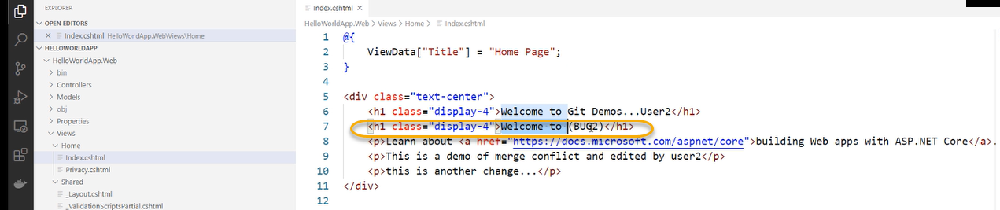 EXPLORER
OPEN EDITORS
Index.cshtml HelloWorldApp.Web\Views\Home
HELLOWORLDAPP
HelloWorldApp.Web
bin
Controllers
Models
obj
Properties
Views
Home
Index.cshtml
Privacy.cshtml
Shared
_Layout.cshtml
_ValidationScriptsPartial.cshtml
Index.cshtml
HelloWorldApp.Web > Views > Home > Index.cshtml
1 @{
2 ViewData["Title"] = "Home Page";
3 }
4
5 <div class="text-center">
6 <h1 class="display-4">Welcome to Git Demos...User2</h1>
7 <h1 class="display-4">Welcome to (BUG2)</h1>
8 <p>Learn about <a href="https://docs.microsoft.com/aspnet/core">building Web apps with ASP.NET Core</a>.
9 <p>This is a demo of merge conflict and edited by user2</p>
10 <p>this is another change...</p>
11 </div>
12